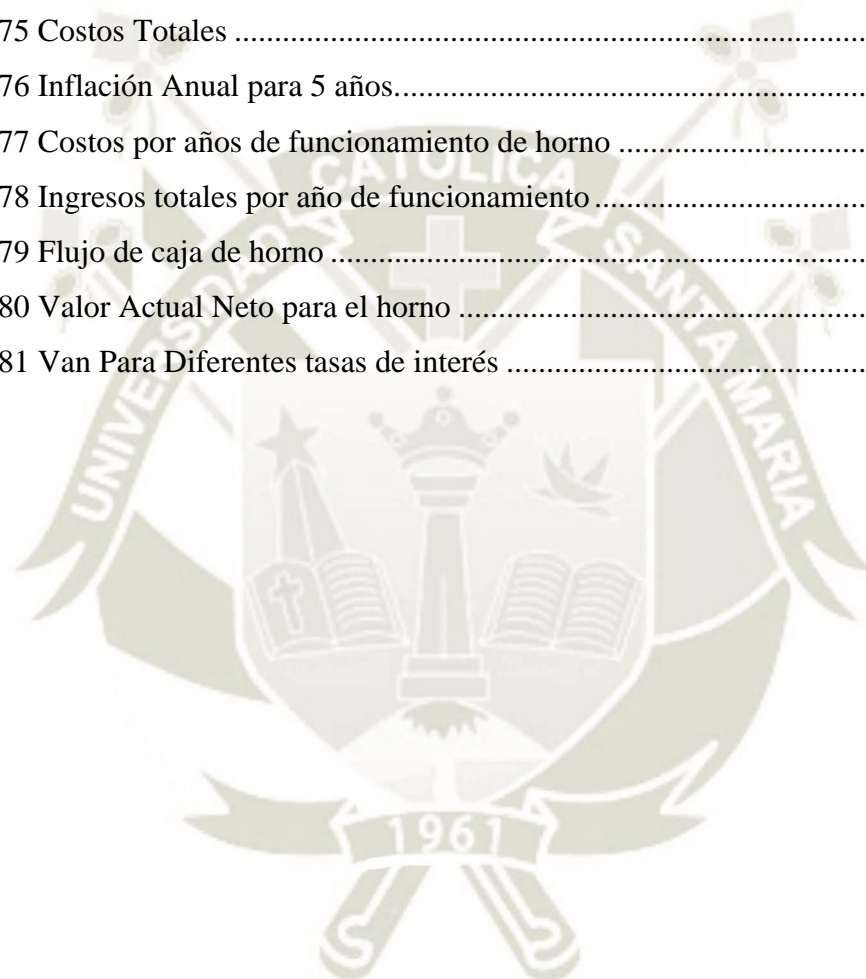 75 Costos Totales ........................................................................................
76 Inflación Anual para 5 años.....................................................................
77 Costos por años de funcionamiento de horno ........................................
78 Ingresos totales por año de funcionamiento ...........................................
79 Flujo de caja de horno .............................................................................
80 Valor Actual Neto para el horno .............................................................
81 Van Para Diferentes tasas de interés .......................................................
UNIVERSIDAD CATOLICA SANTA MARIA
1961